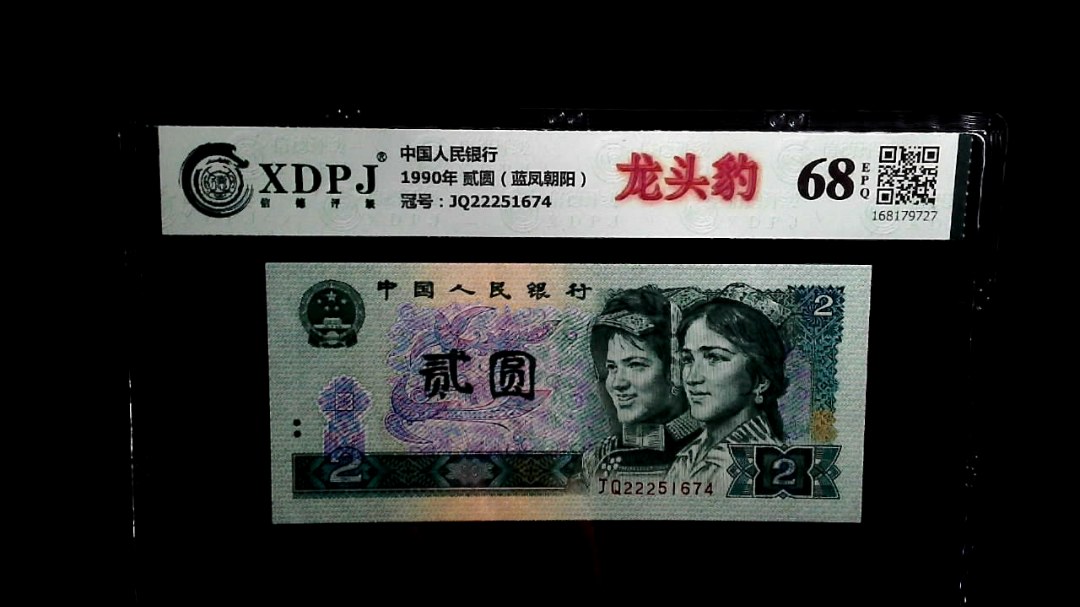 XDPJ®
信德评级
中国人民银行
1990年 贰圆（蓝凤朝阳）
冠号：JQ22251674
龙头豹
68
EPQ
168179727
中国人民银行
贰圆
2
2
2
JQ22251674